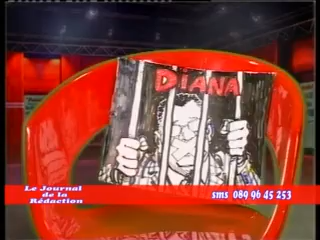 DIANA
Le Journal
de la
Rédaction
sms 089 96 45 253